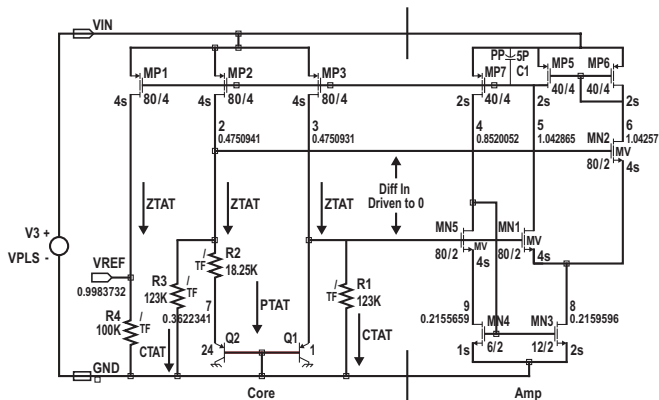 VIN
PP 5P
C1
MP1
MP2
MP3
MP7
MP5
MP6
4s 80/4
4s 80/4
4s 80/4
2s 40/4
2s 40/4
40/4 2s
2
0.4750941
3
0.4750931
4
0.8520052
5
1.042865
6
1.04257
MN2
MV
80/2
4s
Diff In
Driven to 0
ZTAT
ZTAT
ZTAT
V3 +
VPLS -
VREF
0.9983732
R3
123K
TF
R2
TF
18.25K
MN5
MV
80/2
4s
MN1
MV
80/2
4s
R1
TF
123K
R4
100K
TF
7
0.3622341
PTAT
CTAT
CTAT
9
0.2155659
8
0.2159596
Q2
24
Q1
1
MN4
1s 6/2
MN3
12/2 2s
GND
Core
Amp